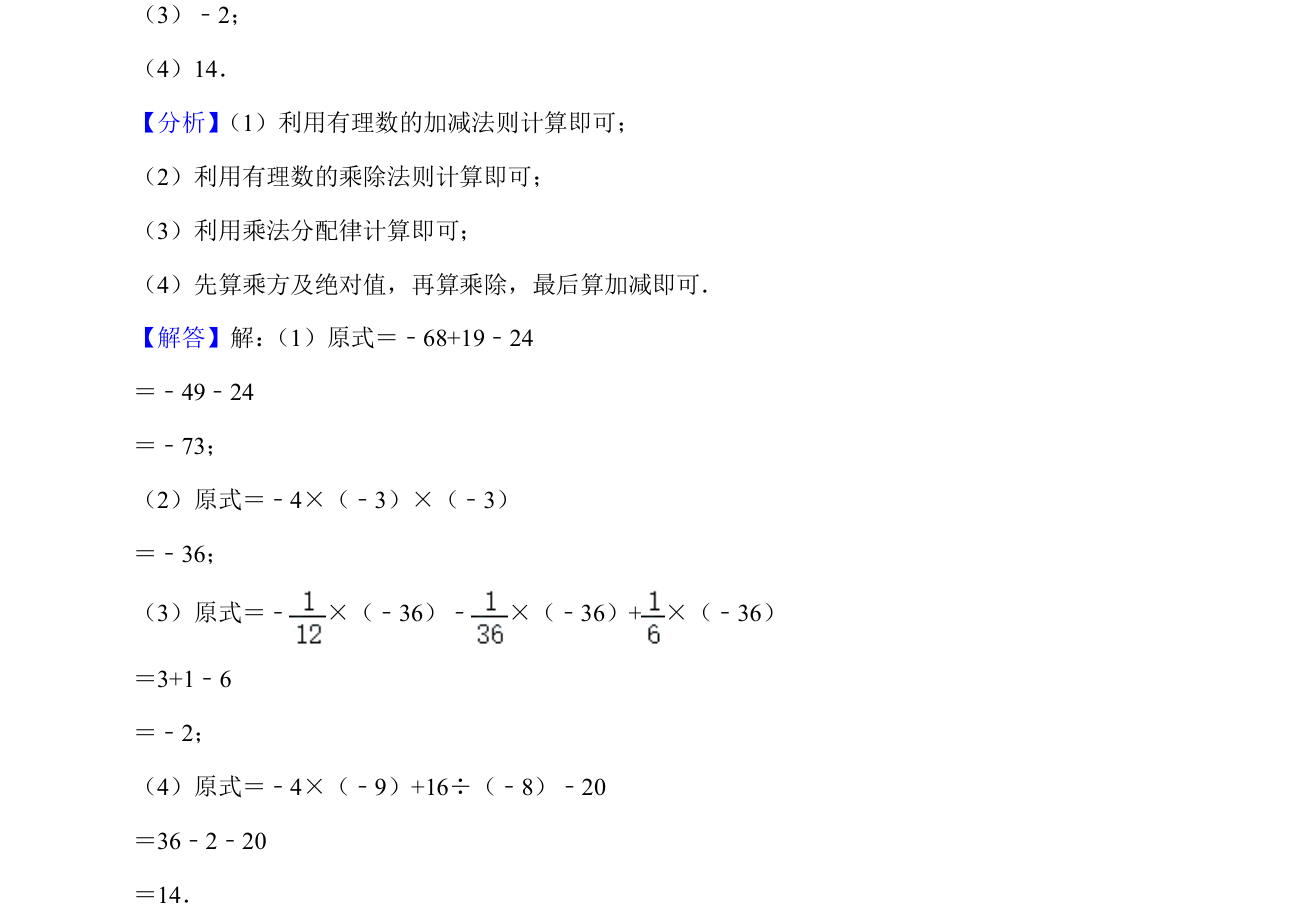 （3）﹣2；
（4）14．
【分析】（1）利用有理数的加减法则计算即可；
（2）利用有理数的乘除法则计算即可；
（3）利用乘法分配律计算即可；
（4）先算乘方及绝对值，再算乘除，最后算加减即可．
【解答】解：（1）原式＝﹣68+19﹣24
＝﹣49﹣24
＝﹣73；
（2）原式＝﹣4×（﹣3）×（﹣3）
＝﹣36；
（3）原式＝﹣1/12×（﹣36）﹣1/36×（﹣36）+1/6×（﹣36）
＝3+1﹣6
＝﹣2；
（4）原式＝﹣4×（﹣9）+16÷（﹣8）﹣20
＝36﹣2﹣20
＝14．